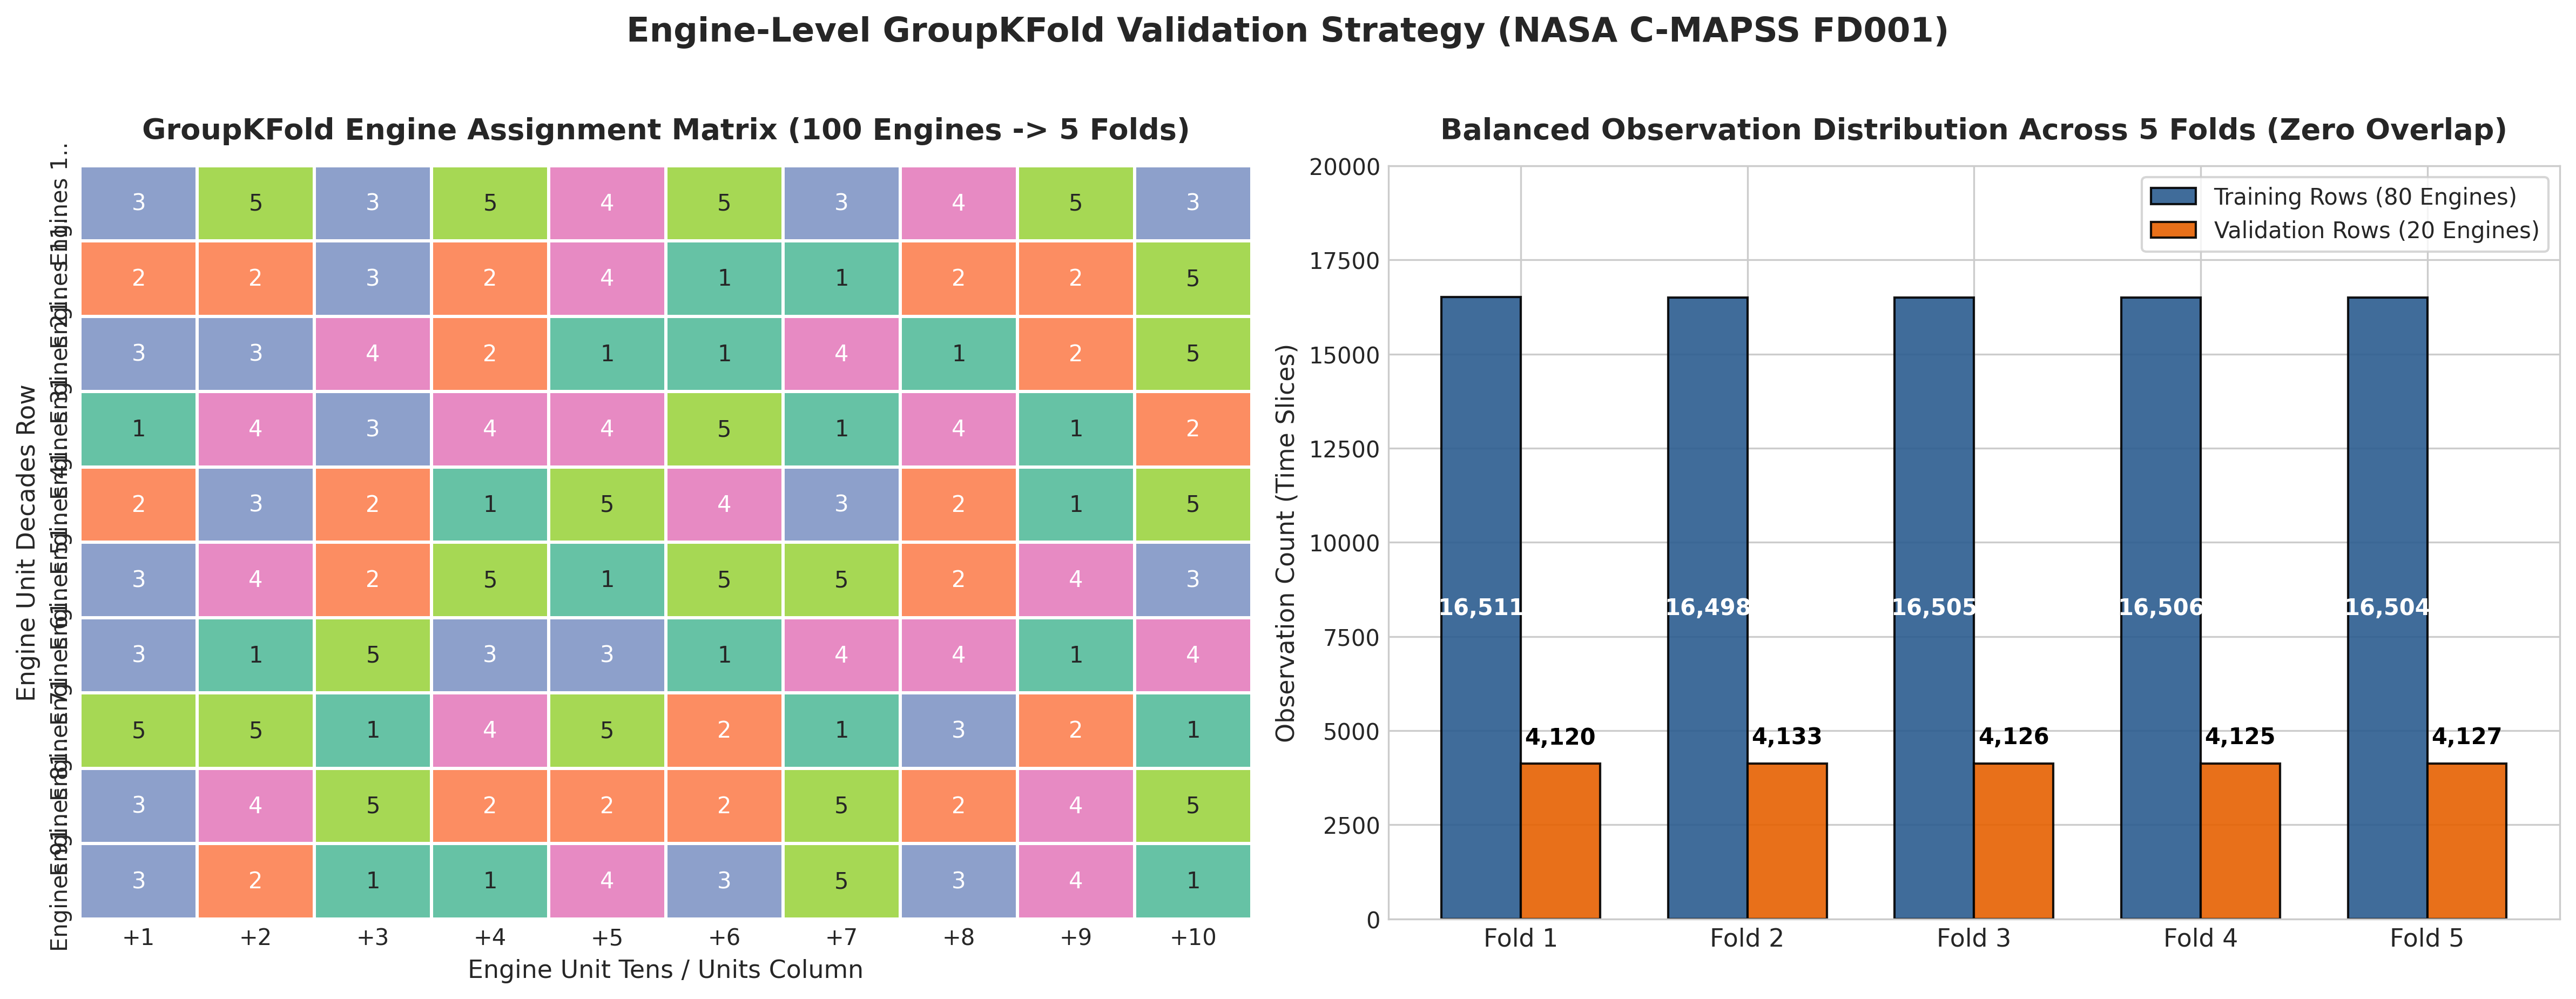 Engine-Level GroupKFold Validation Strategy (NASA C-MAPSS FD001)
GroupKFold Engine Assignment Matrix (100 Engines -> 5 Folds)
Engine Unit Decades Row
3 5 3 5 4 5 3 4 5 3
2 2 3 2 4 1 1 2 2 5
3 3 4 2 1 1 4 1 2 5
1 4 3 4 4 5 1 4 1 2
2 3 2 1 5 4 3 2 1 5
3 4 2 5 1 5 5 2 4 3
3 1 5 3 3 1 4 4 1 4
5 5 1 4 5 2 1 3 2 1
3 4 5 2 2 2 5 2 4 5
3 2 1 1 4 3 5 3 4 1
+1 +2 +3 +4 +5 +6 +7 +8 +9 +10
Engine Unit Tens / Units Column
Balanced Observation Distribution Across 5 Folds (Zero Overlap)
Observation Count (Time Slices)
20000
17500
15000
12500
10000
7500
5000
2500
0
Training Rows (80 Engines)
Validation Rows (20 Engines)
16,511 16,498 16,505 16,506 16,504
4,120 4,133 4,126 4,125 4,127
Fold 1 Fold 2 Fold 3 Fold 4 Fold 5